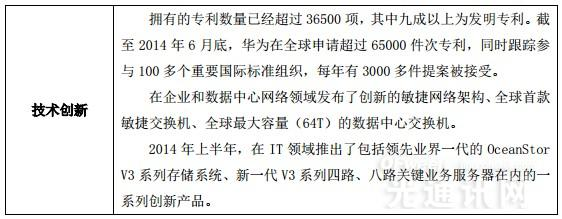 技术创新
拥有的专利数量已经超过 36500 项，其中九成以上为发明专利。截
至 2014 年 6 月底，华为在全球申请超过 65000 件次专利，同时跟踪参
与 100 多个重要国际标准组织，每年有 3000 多件提案被接受。
在企业和数据中心网络领域发布了创新的敏捷网络架构、全球首款
敏捷交换机、全球最大容量（64T）的数据中心交换机。
2014 年上半年，在 IT 领域推出了包括领先业界一代的 OceanStor
V3 系列存储系统、新一代 V3 系列四路、八路关键业务服务器在内的一
系列创新产品。
光通讯网